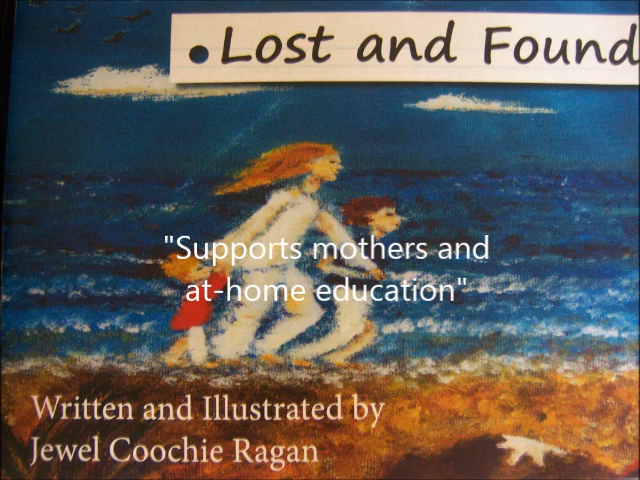 • Lost and Found
"Supports mothers and
at-home education"
Written and Illustrated by
Jewel Coochie Ragan